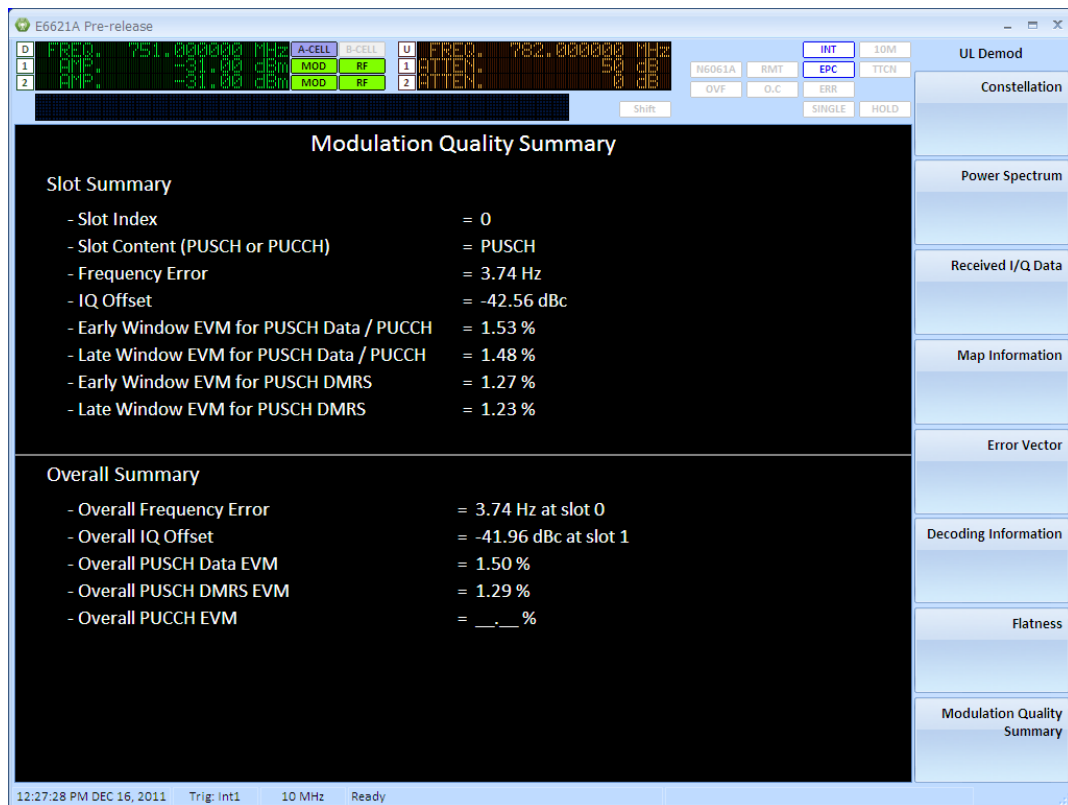 E6621A Pre-release
D FREQ. 751.000000 MHz A-CELL B-CELL U FREQ. 782.000000 MHz INT 10M
1 AMP. -31.00 dBm MOD RF 1 ATTEN. 50 dB N6061A RMT EPC TTCN
2 AMP. -31.00 dBm MOD RF 2 ATTEN. 50 dB OVF O.C ERR
Shift SINGLE HOLD
UL Demod
Constellation
Power Spectrum
Received I/Q Data
Map Information
Error Vector
Decoding Information
Flatness
Modulation Quality
Summary
Modulation Quality Summary
Slot Summary
- Slot Index = 0
- Slot Content (PUSCH or PUCCH) = PUSCH
- Frequency Error = 3.74 Hz
- IQ Offset = -42.56 dBc
- Early Window EVM for PUSCH Data / PUCCH = 1.53 %
- Late Window EVM for PUSCH Data / PUCCH = 1.48 %
- Early Window EVM for PUSCH DMRS = 1.27 %
- Late Window EVM for PUSCH DMRS = 1.23 %
Overall Summary
- Overall Frequency Error = 3.74 Hz at slot 0
- Overall IQ Offset = -41.96 dBc at slot 1
- Overall PUSCH Data EVM = 1.50 %
- Overall PUSCH DMRS EVM = 1.29 %
- Overall PUCCH EVM = __.__ %
12:27:28 PM DEC 16, 2011 Trig: Int1 10 MHz Ready